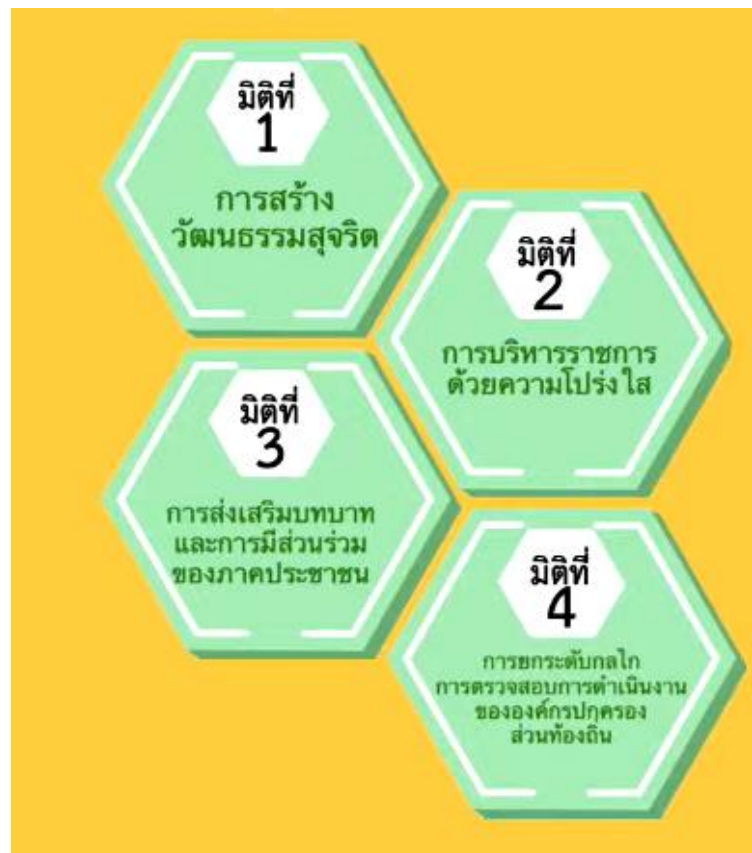 มิติที่
1
การสร้าง
วัฒนธรรมสุจริต
มิติที่
2
การบริหารราชการ
ด้วยความโปร่งใส
มิติที่
3
การส่งเสริมบทบาท
และการมีส่วนร่วม
ของภาคประชาชน
มิติที่
4
การยกระดับกลไก
การตรวจสอบการดำเนินงาน
ขององค์กรปกครอง
ส่วนท้องถิ่น